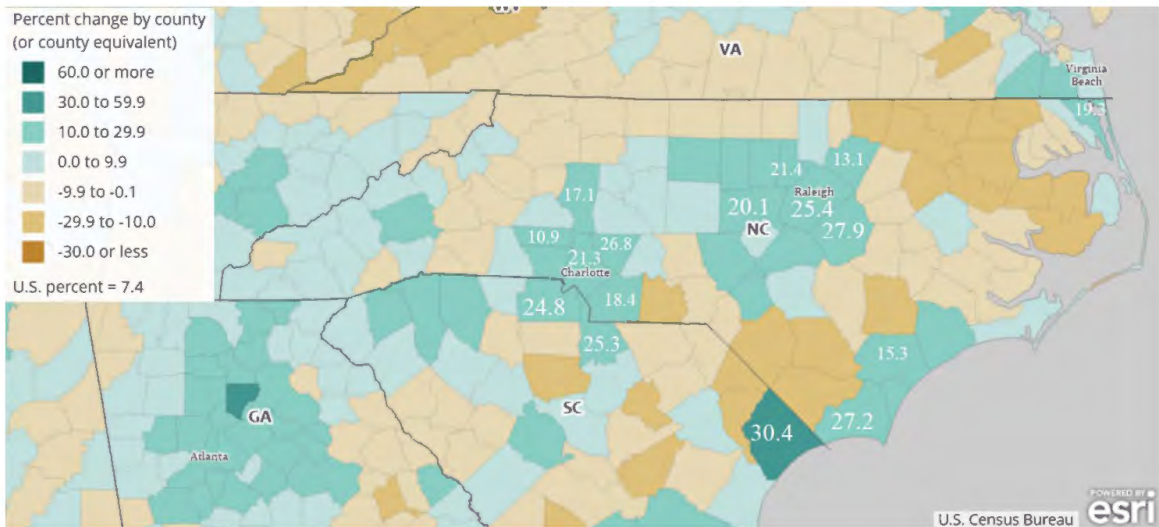 Percent change by county
(or county equivalent)
60.0 or more
30.0 to 59.9
10.0 to 29.9
0.0 to 9.9
-9.9 to -0.1
-29.9 to -10.0
-30.0 or less
U.S. percent = 7.4
WV
VA
Virginia
Beach
19.3
13.1
21.4
17.1
Raleigh
20.1
25.4
10.9
26.8
NC
27.9
21.3
Charlotte
24.8
18.4
25.3
15.3
GA
SC
27.2
30.4
Atlanta
POWERED BY
esri
U.S. Census Bureau